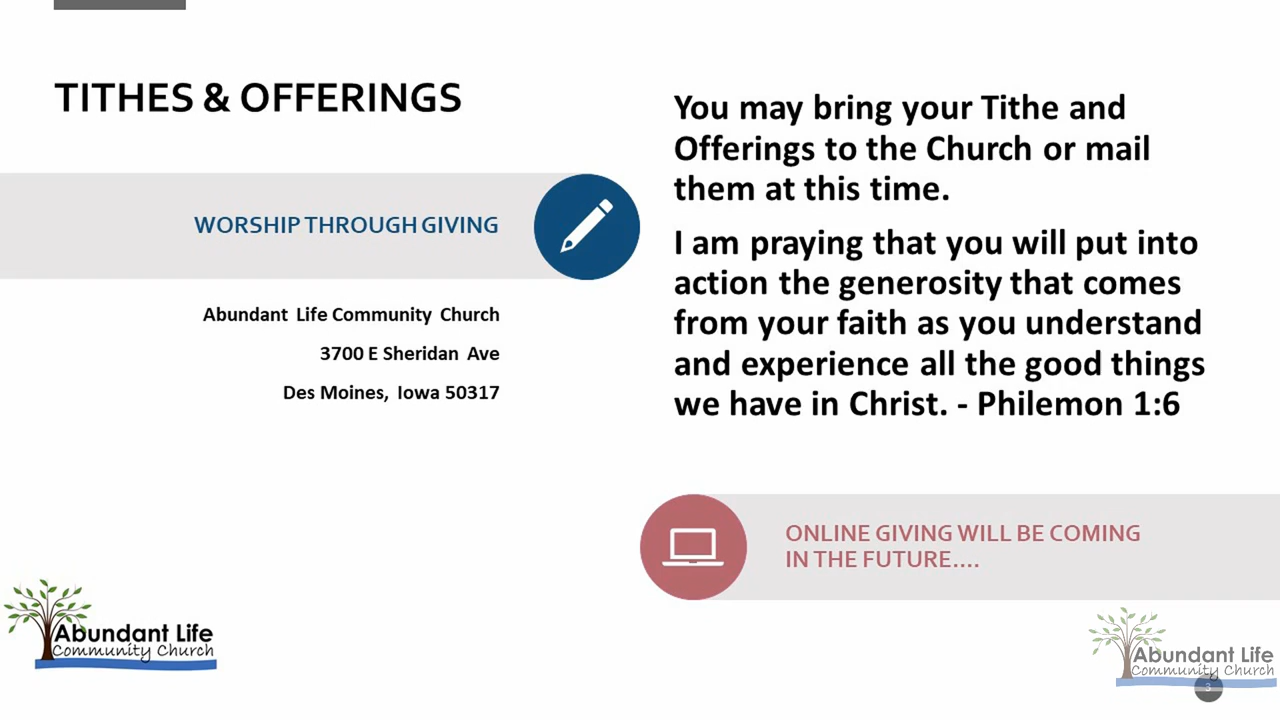 TITHES & OFFERINGS
WORSHIP THROUGH GIVING
Abundant Life Community Church
3700 E Sheridan Ave
Des Moines, Iowa 50317
You may bring your Tithe and
Offerings to the Church or mail
them at this time.
I am praying that you will put into
action the generosity that comes
from your faith as you understand
and experience all the good things
we have in Christ. - Philemon 1:6
ONLINE GIVING WILL BE COMING
IN THE FUTURE....
Abundant Life
Community Church
Abundant Life
Community Church
3